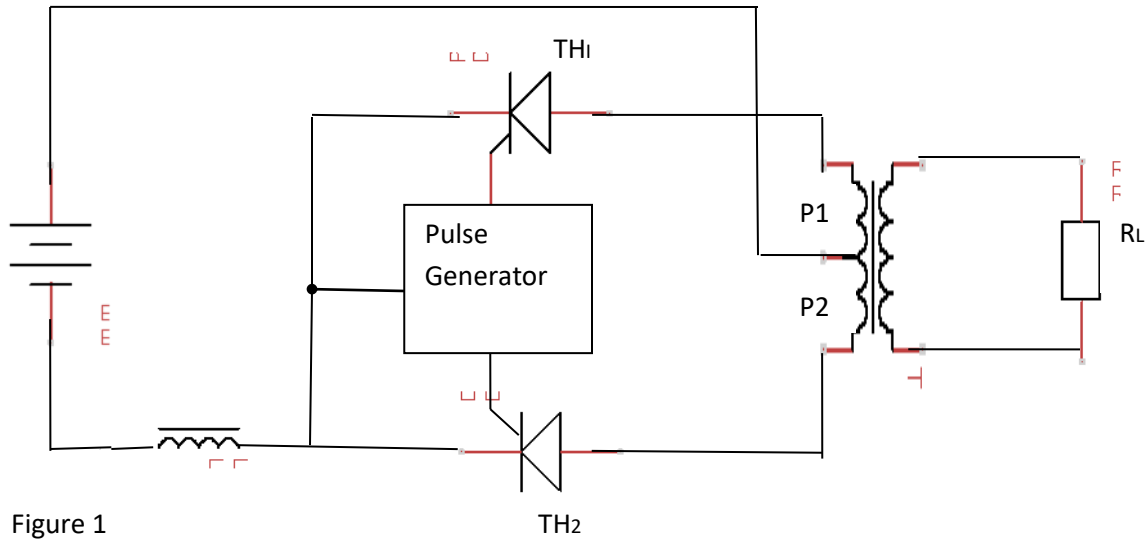 TH1
Pulse
Generator
P1
P2
RL
TH2
Figure 1